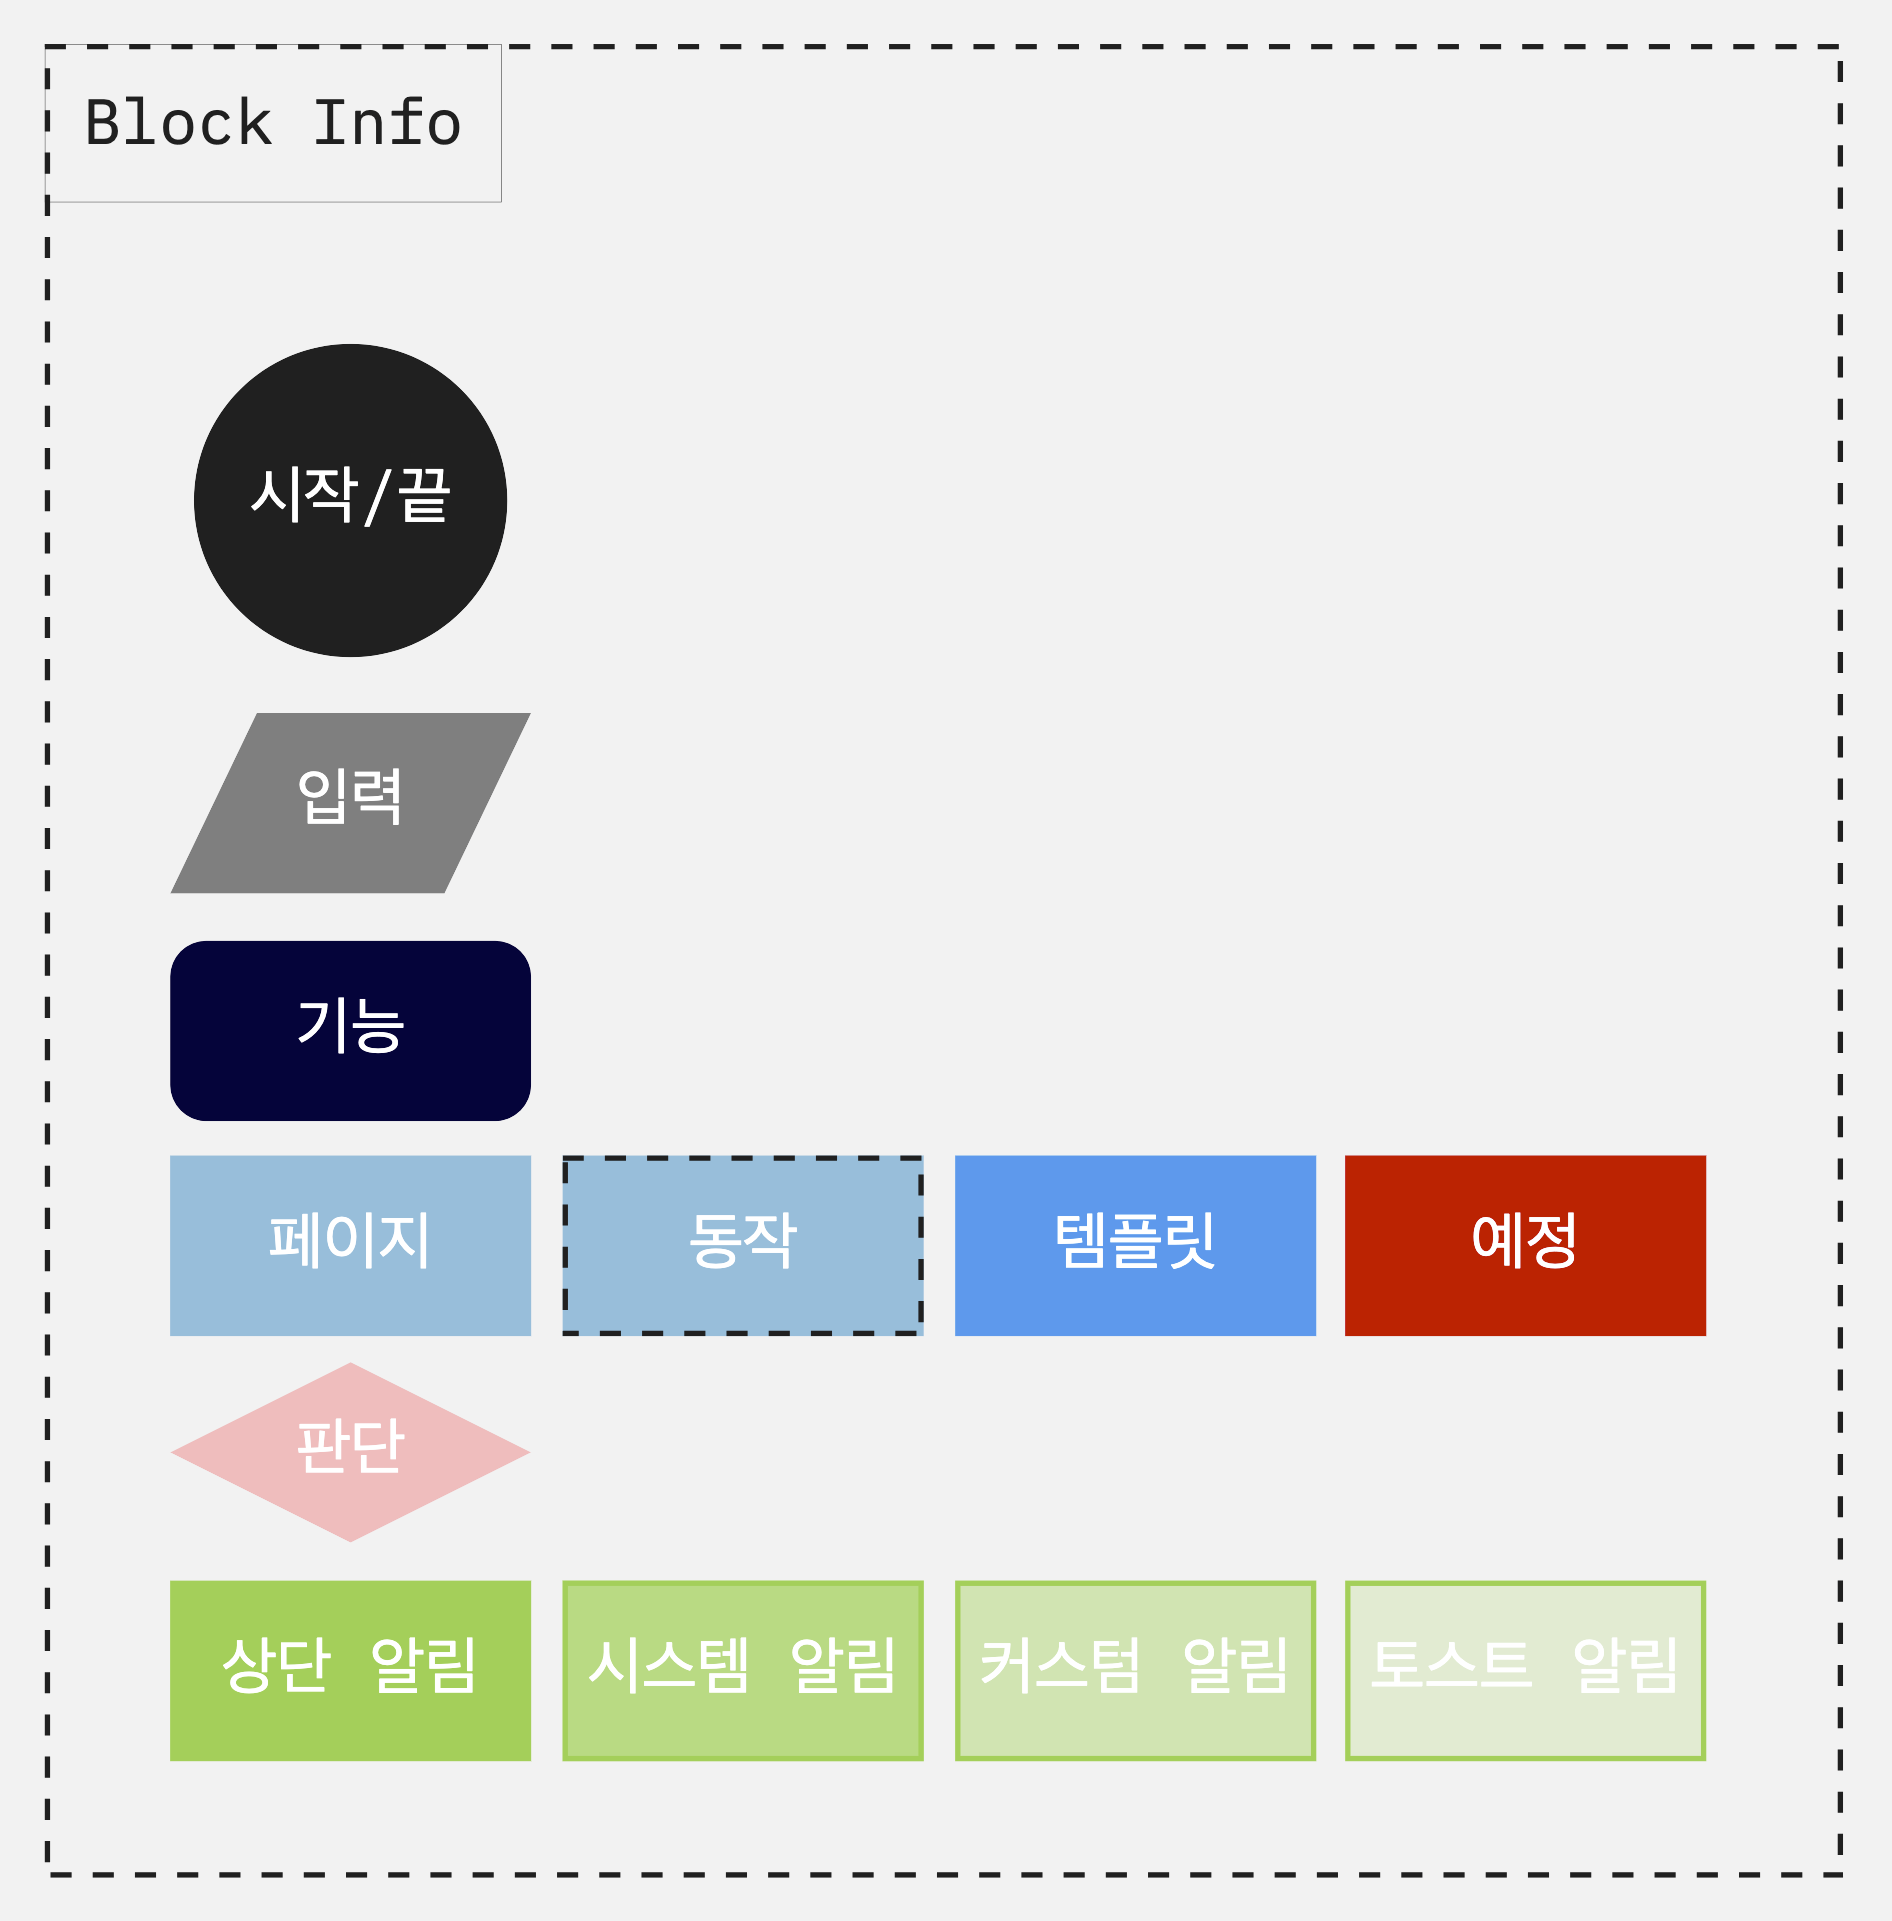 Block Info
시작/끝
입력
기능
페이지
동작
템플릿
예정
판단
상단 알림
시스템 알림
커스텀 알림
토스트 알림